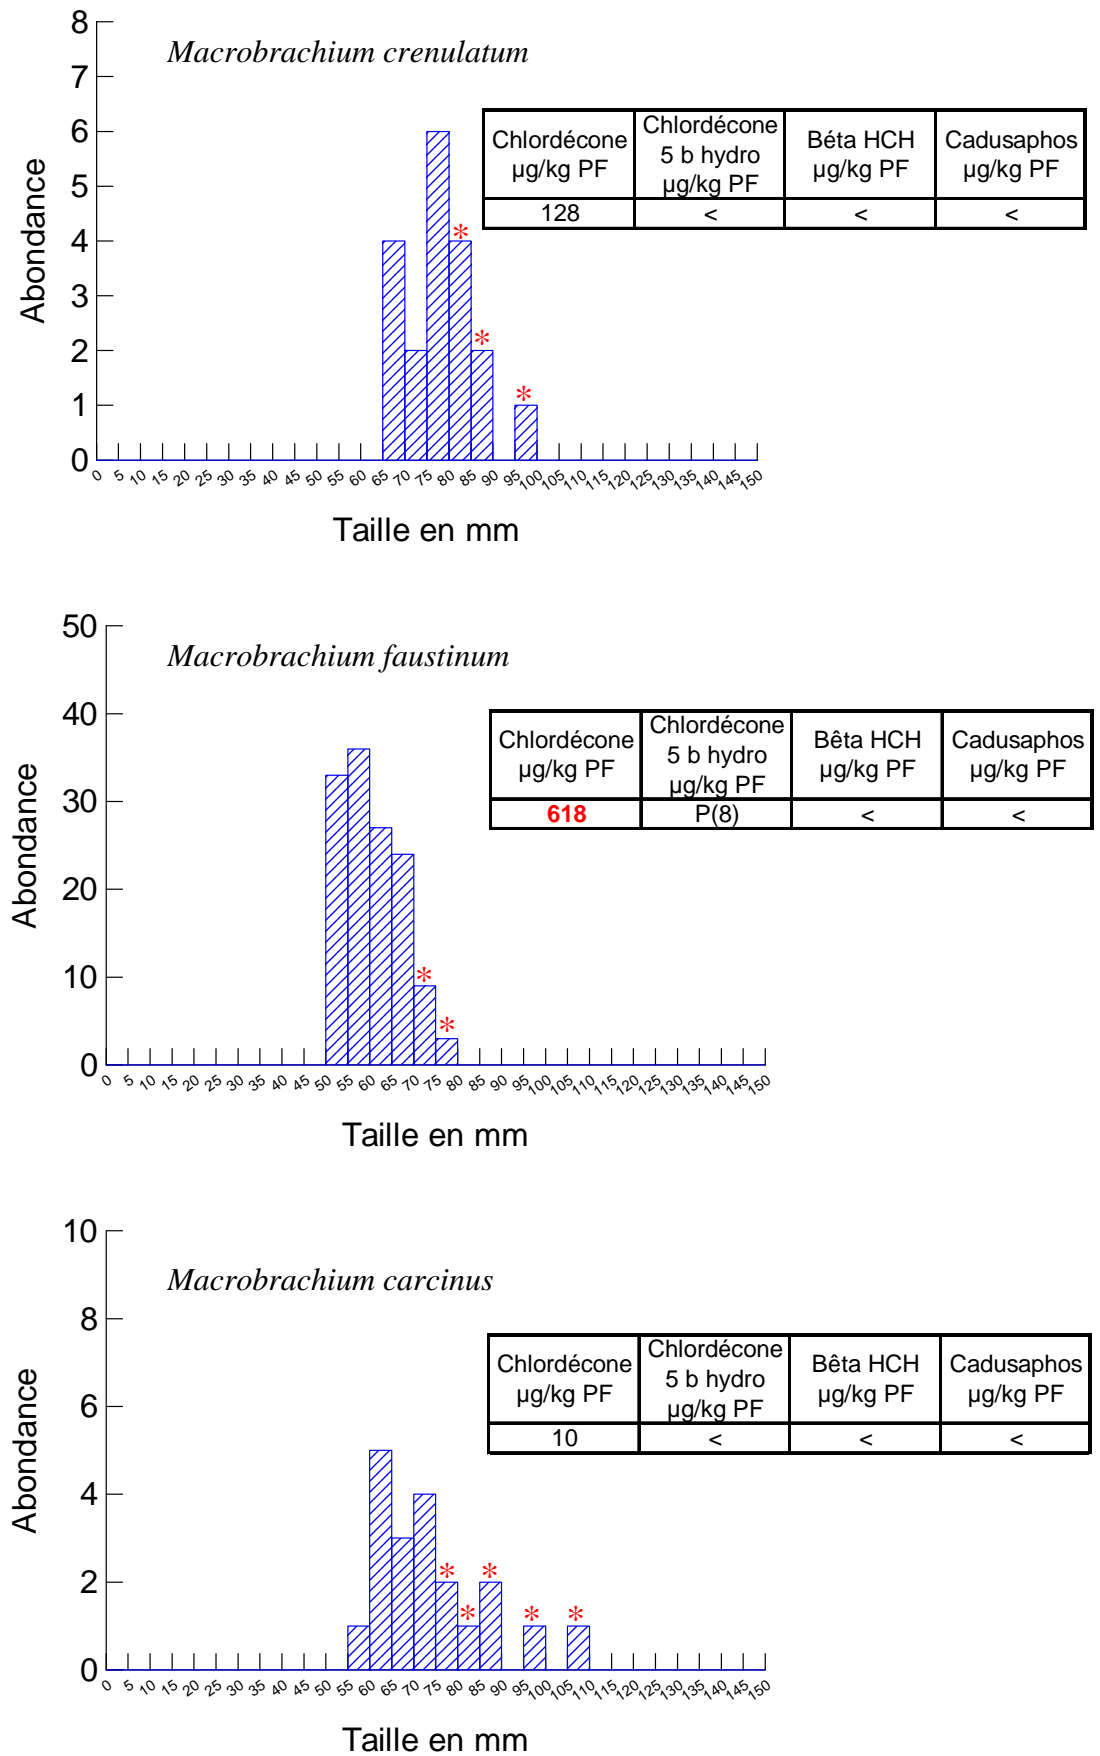 8
Macrobrachium crenulatum
7
6
5
4
3
2
1
0
Abondance
Chlordécone Chlordécone Béta HCH Cadusaphos
µg/kg PF 5 b hydro µg/kg PF µg/kg PF
µg/kg PF
128 < < <
*
*
*
0 5 10 15 20 25 30 35 40 45 50 55 60 65 70 75 80 85 90 95 100 105 110 115 120 125 130 135 140 145 150
Taille en mm
50
Macrobrachium faustinum
40
30
20
10
0
Abondance
Chlordécone Chlordécone Bêta HCH Cadusaphos
µg/kg PF 5 b hydro µg/kg PF µg/kg PF
µg/kg PF
618 P(8) < <
*
*
0 5 10 15 20 25 30 35 40 45 50 55 60 65 70 75 80 85 90 95 100 105 110 115 120 125 130 135 140 145 150
Taille en mm
10
Macrobrachium carcinus
8
6
4
2
0
Abondance
Chlordécone Chlordécone Bêta HCH Cadusaphos
µg/kg PF 5 b hydro µg/kg PF µg/kg PF
µg/kg PF
10 < < <
* *
* * *
0 5 10 15 20 25 30 35 40 45 50 55 60 65 70 75 80 85 90 95 100 105 110 115 120 125 130 135 140 145 150
Taille en mm